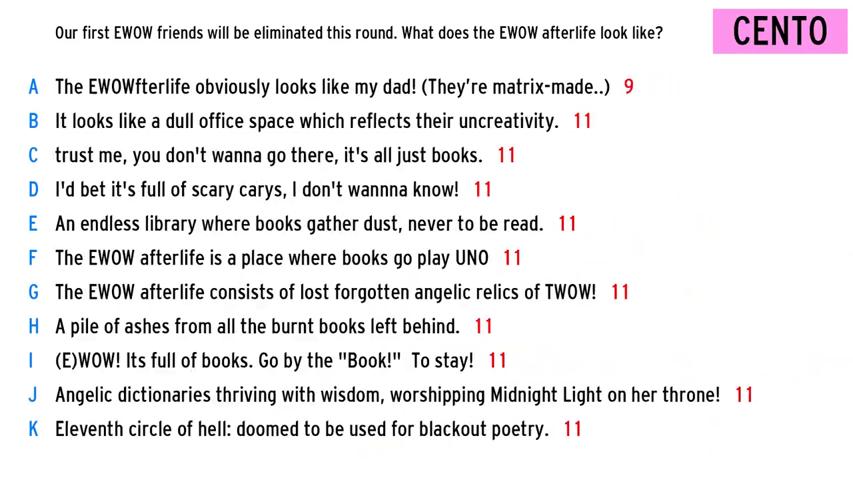 Our first EWOW friends will be eliminated this round. What does the EWOW afterlife look like?
CENTO
A The EWOWfterlife obviously looks like my dad! (They're matrix-made..) 9
B It looks like a dull office space which reflects their uncreativity. 11
C trust me, you don't wanna go there, it's all just books. 11
D I'd bet it's full of scary carys, I don't wannna know! 11
E An endless library where books gather dust, never to be read. 11
F The EWOW afterlife is a place where books go play UNO 11
G The EWOW afterlife consists of lost forgotten angelic relics of TWOW! 11
H A pile of ashes from all the burnt books left behind. 11
I (E)WOW! Its full of books. Go by the "Book!" To stay! 11
J Angelic dictionaries thriving with wisdom, worshipping Midnight Light on her throne! 11
K Eleventh circle of hell: doomed to be used for blackout poetry. 11